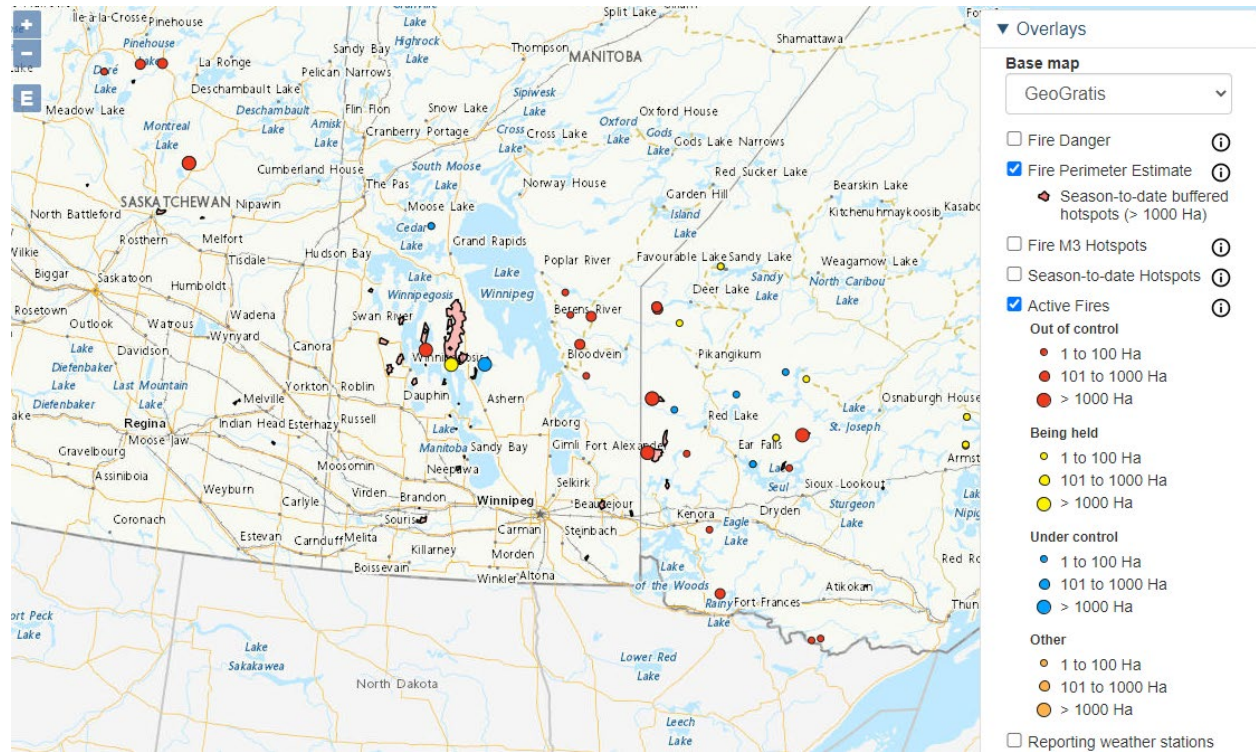 Île-à-la-Crosse
Pinehouse
Split Lake
Shamattawa
Highrock
Lake
Sandy Bay
Thompson
MANITOBA
Pinehouse
Lake
La Ronge
Pelican Narrows
Doré
Lake
Deschambault Lake
Sipiwesk
Lake
Meadow Lake
Deschambault
Lake
Flin Flon
Snow Lake
Oxford House
Amisk
Lake
Cranberry Portage
Cross
Lake
Cross Lake
Oxford
Lake
Gods
Lake
Gods Lake Narrows
Montreal
Lake
Cumberland House
South Moose
Lake
Red Sucker Lake
The Pas
Norway House
Garden Hill
Bearskin Lake
SASKATCHEWAN
Nipawin
Moose Lake
Island
Lake
Kitchenuhmaykoosib
Kasabo
North Battleford
Rosthern
Melfort
Cedar
Lake
Grand Rapids
Wilkie
Tisdale
Hudson Bay
Poplar River
Favourable Lake
Sandy Lake
Weagamow Lake
Biggar
Saskatoon
Humboldt
Lake
Winnipegosis
Lake
Winnipeg
Deer Lake
Sandy
Lake
North Caribou
Lake
Rosetown
Outlook
Watrous
Wadena
Swan River
Berens River
Wynyard
Canora
Winnipegosis
Bloodvein
Pikangikum
Lake
Diefenbaker
Davidson
Last Mountain
Lake
Yorkton
Roblin
Dauphin
Ashern
Osnaburgh House
Lake
Diefenbaker
Melville
Russell
Arborg
Red Lake
Lake
St. Joseph
Regina
Indian Head
Esterhazy
Lake
Manitoba
Sandy Bay
Gimli
Fort Alexander
Ear Falls
Moose Jaw
Gravelbourg
Moosomin
Neepawa
Lac
Seul
Armst
Assiniboia
Selkirk
Sioux Lookout
Weyburn
Virden
Brandon
Winnipeg
Beausejour
Carlyle
Souris
Kenora
Dryden
Sturgeon
Lake
Lak
Nipig
Coronach
Estevan
Carnduff
Melita
Carman
Steinbach
Eagle
Lake
Killarney
Morden
Red Ro
Boissevain
Winkler
Altona
Lake
of the Woods
Atikokan
Rainy
Lake
Fort Frances
Thun
ort Peck
Lake
Lake
Sakakawea
Lower Red
Lake
North Dakota
Leech
Lake
+
−
E
▼ Overlays
Base map
GeoGratis
Fire Danger
Fire Perimeter Estimate
Season-to-date buffered
hotspots (> 1000 Ha)
Fire M3 Hotspots
Season-to-date Hotspots
Active Fires
Out of control
1 to 100 Ha
101 to 1000 Ha
> 1000 Ha
Being held
1 to 100 Ha
101 to 1000 Ha
> 1000 Ha
Under control
1 to 100 Ha
101 to 1000 Ha
> 1000 Ha
Other
1 to 100 Ha
101 to 1000 Ha
> 1000 Ha
Reporting weather stations